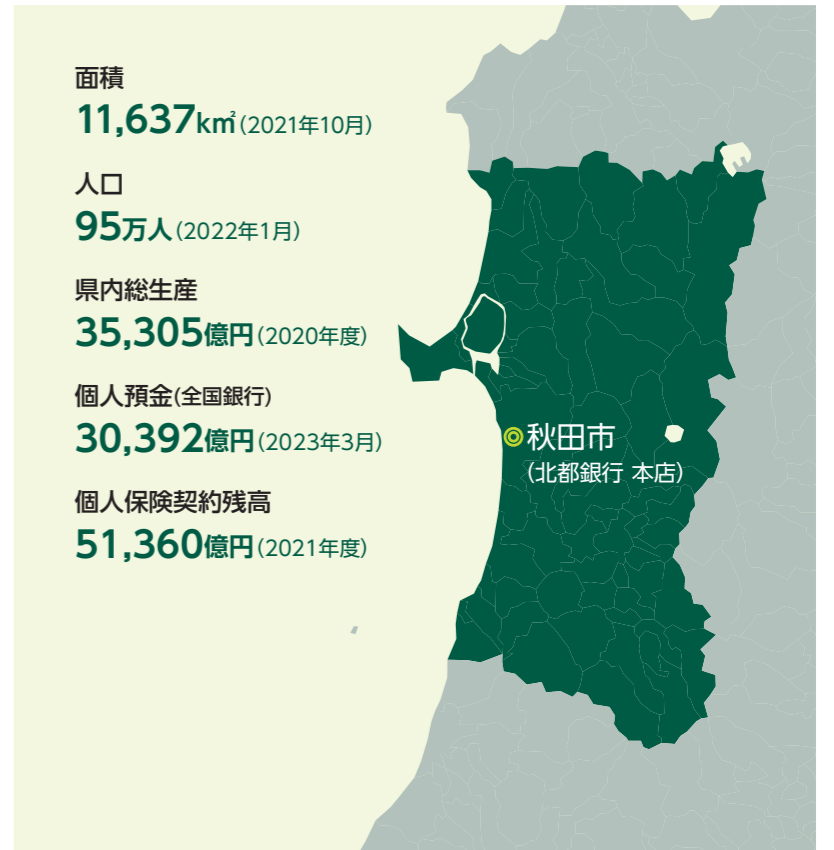 面積
11,637k㎡(2021年10月)
人口
95万人(2022年1月)
県内総生産
35,305億円(2020年度)
個人預金(全国銀行)
30,392億円(2023年3月)
個人保険契約残高
51,360億円(2021年度)
秋田市
(北都銀行 本店)